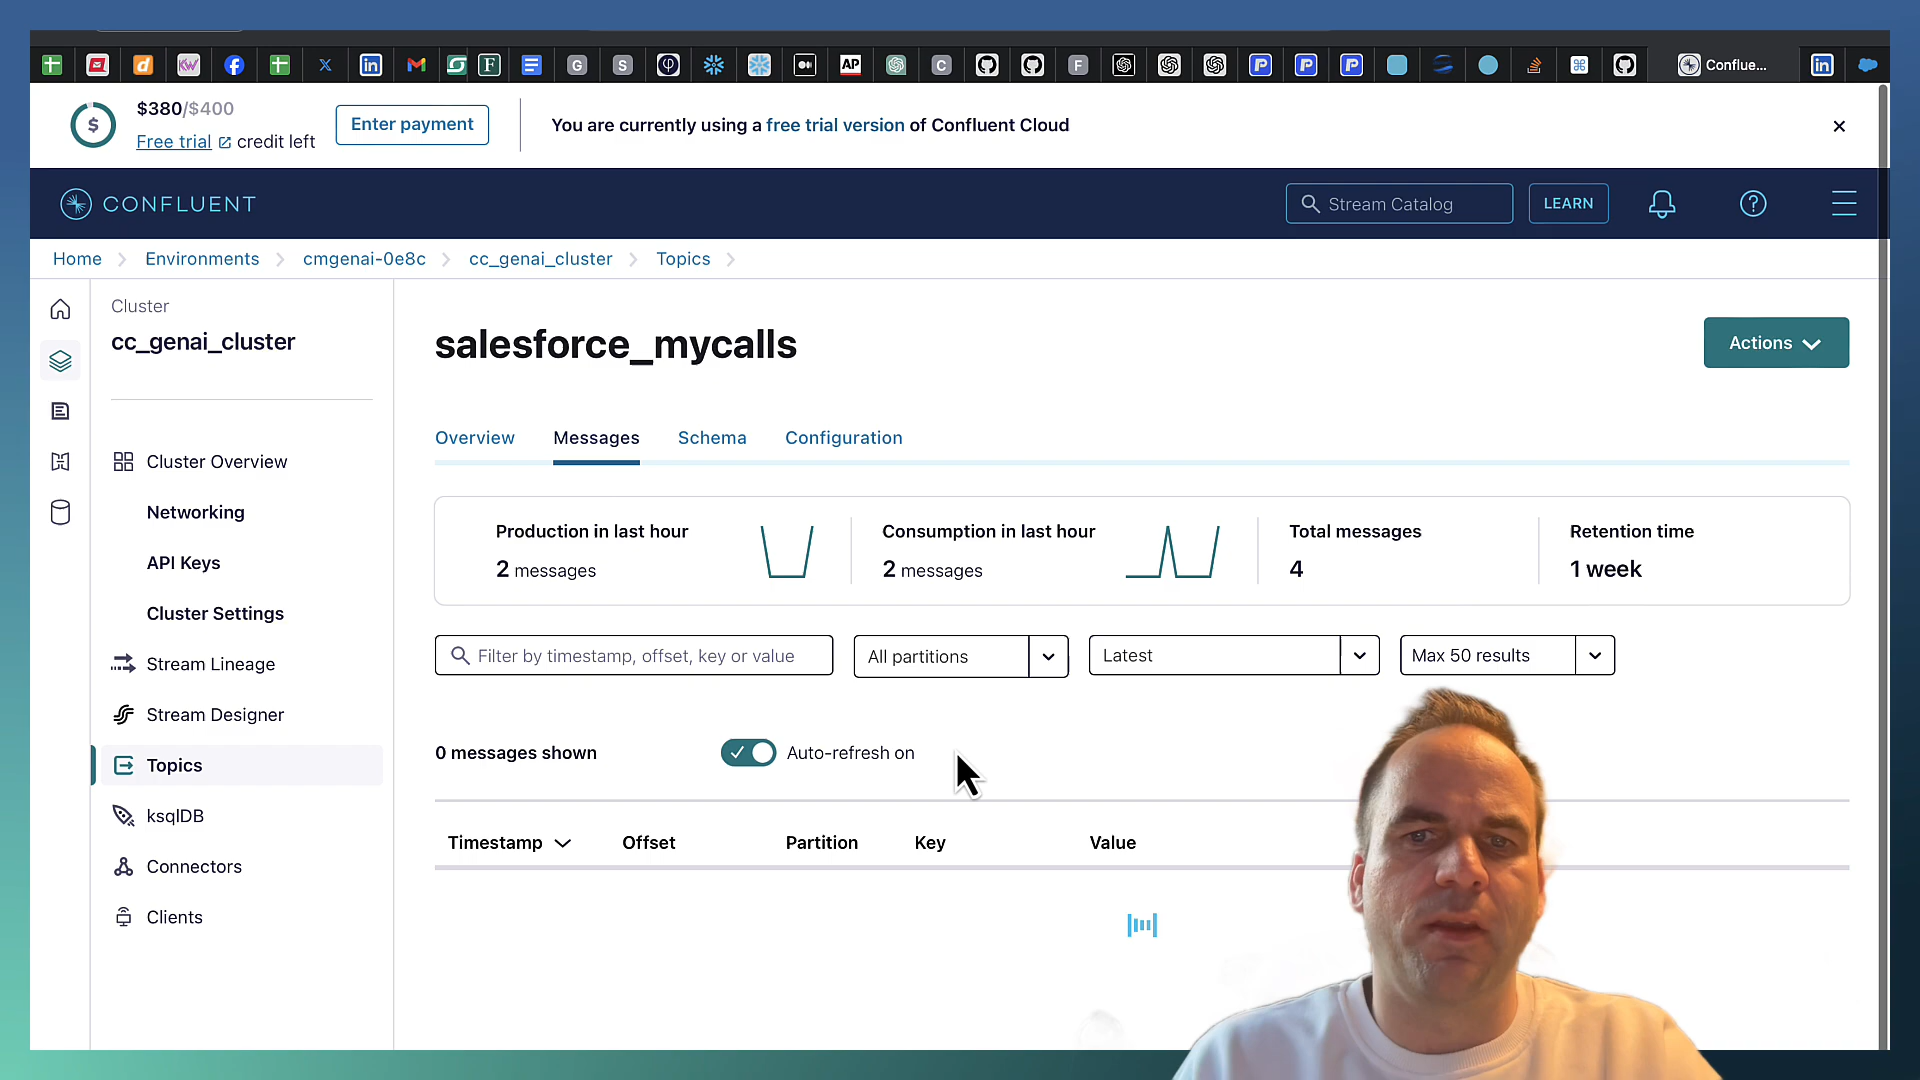 $380/$400
Free trial credit left
Enter payment
You are currently using a free trial version of Confluent Cloud
Conflue...
CONFLUENT
Stream Catalog
LEARN
Home
Environments
cmgenai-0e8c
cc_genai_cluster
Topics
Cluster
cc_genai_cluster
Cluster Overview
Networking
API Keys
Cluster Settings
Stream Lineage
Stream Designer
Topics
ksqlDB
Connectors
Clients
salesforce_mycalls
Actions
Overview
Messages
Schema
Configuration
Production in last hour
2 messages
Consumption in last hour
2 messages
Total messages
4
Retention time
1 week
Filter by timestamp, offset, key or value
All partitions
Latest
Max 50 results
0 messages shown
Auto-refresh on
Timestamp
Offset
Partition
Key
Value